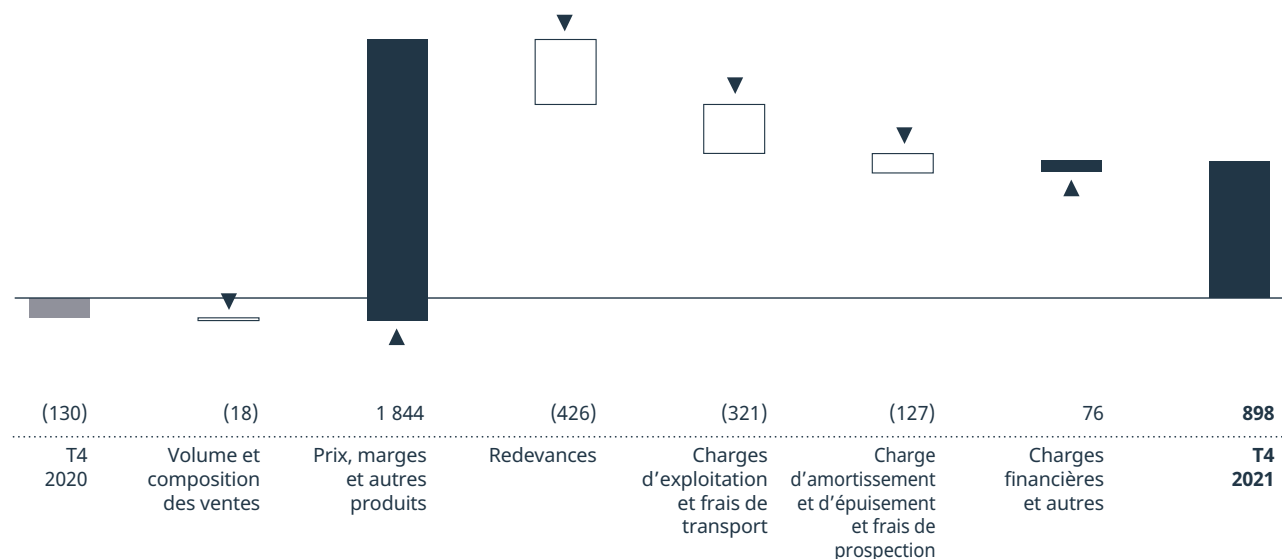 (130) (18) 1 844 (426) (321) (127) 76 898
T4
2020
Volume et
composition
des ventes
Prix, marges
et autres
produits
Redevances
Charges
d’exploitation
et frais de
transport
Charge
d’amortissement
et d’épuisement
et frais de
prospection
Charges
financières
et autres
T4
2021